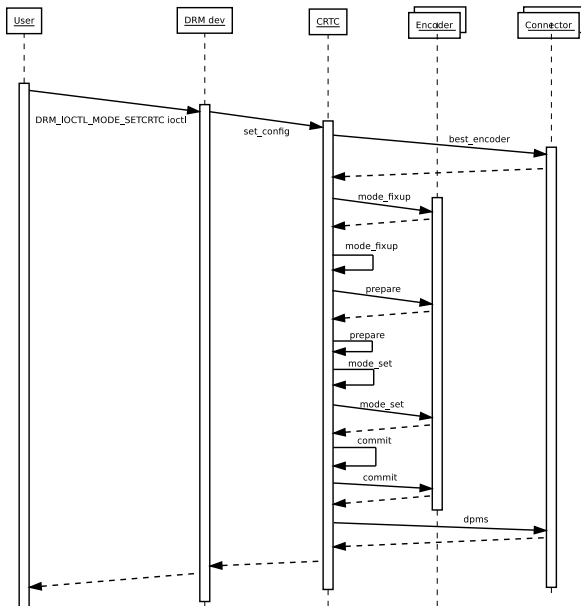 User
DRM dev
CRTC
Encoder
Connector
DRM_IOCTL_MODE_SETCRTC ioctl
set_config
best_encoder
mode_fixup
mode_fixup
prepare
prepare
mode_set
mode_set
commit
commit
dpms